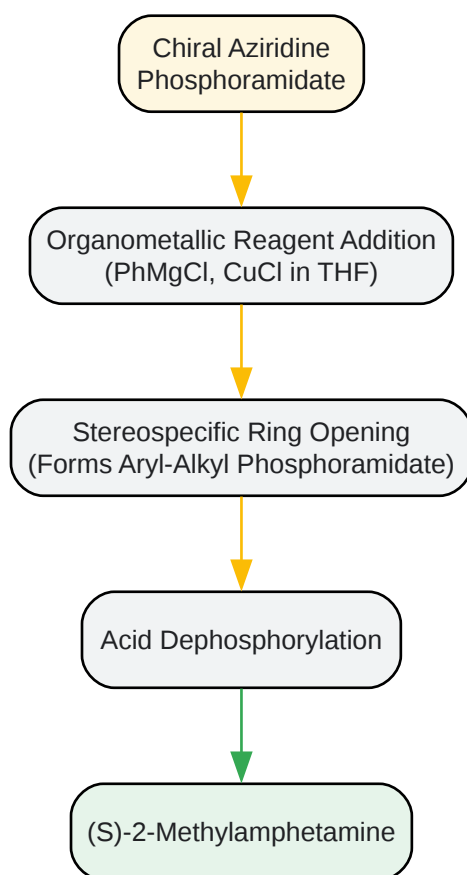 Chiral Aziridine
Phosphoramidate
Organometallic Reagent Addition
(PhMgCl, CuCl in THF)
Stereospecific Ring Opening
(Forms Aryl-Alkyl Phosphoramidate)
Acid Dephosphorylation
(S)-2-Methylamphetamine